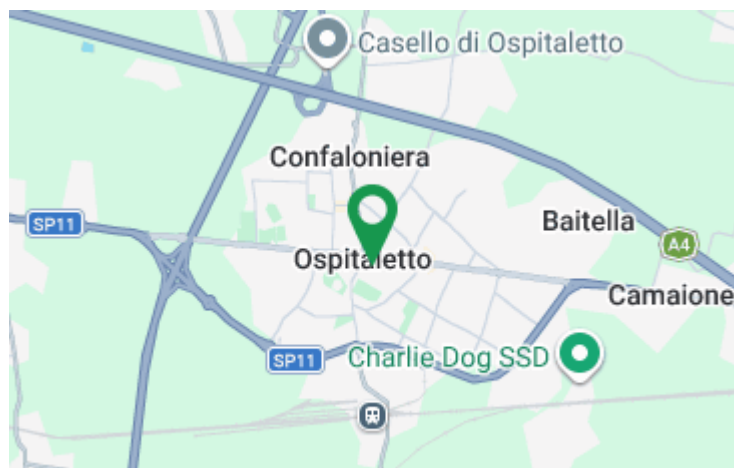 Casello di Ospitaletto
Confaloniera
SP11
Baitella
A4
Ospitaletto
Camaione
SP11
Charlie Dog SSD